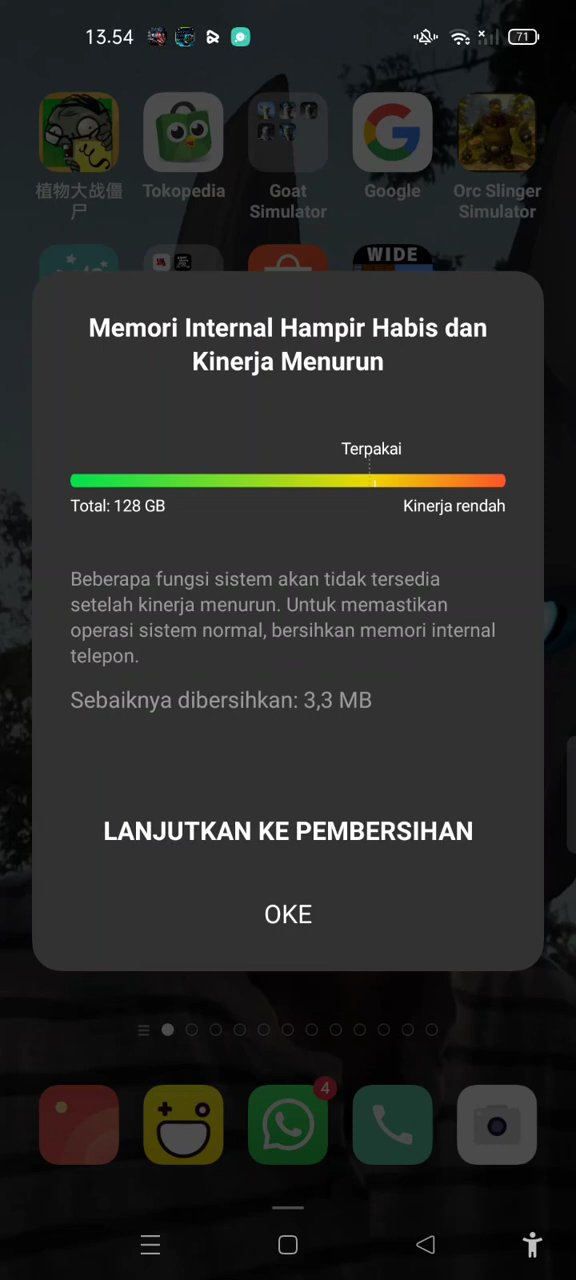 13.54
71
植物大战僵
尸
Tokopedia
Goat
Simulator
Google
Orc Slinger
Simulator
WIDE
Memori Internal Hampir Habis dan
Kinerja Menurun
Terpakai
Total: 128 GB
Kinerja rendah
Beberapa fungsi sistem akan tidak tersedia
setelah kinerja menurun. Untuk memastikan
operasi sistem normal, bersihkan memori internal
telepon.
Sebaiknya dibersihkan: 3,3 MB
LANJUTKAN KE PEMBERSIHAN
OKE
4